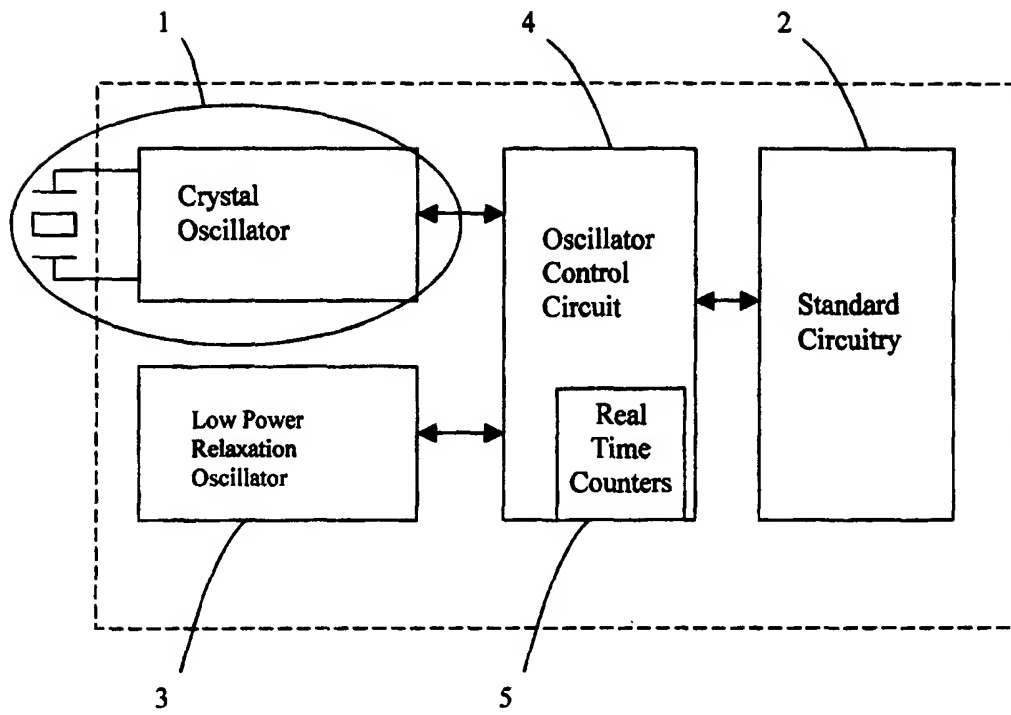 1
4
2
Crystal
Oscillator
Oscillator
Control
Circuit
Standard
Circuitry
Low Power
Relaxation
Oscillator
Real
Time
Counters
3
5